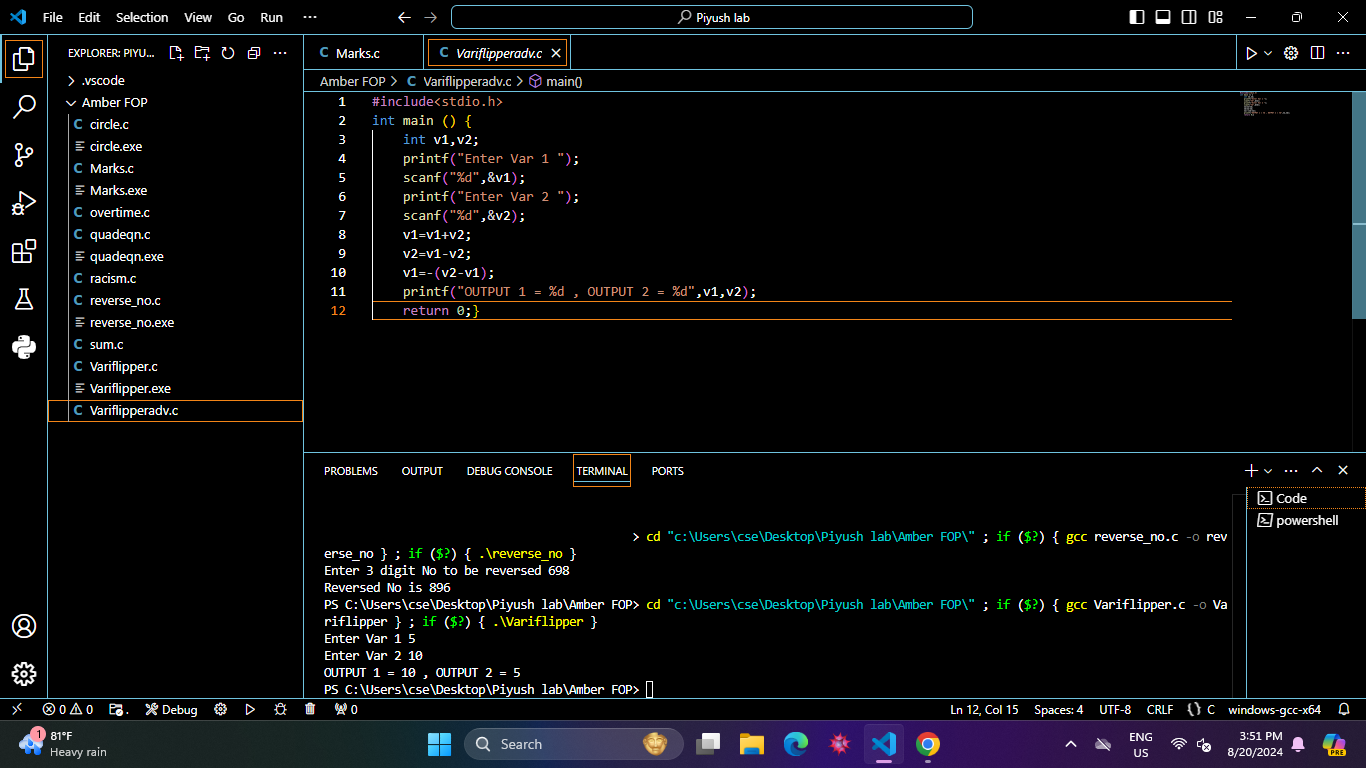 File Edit Selection View Go Run ···
Piyush lab
EXPLORER: PIYU... ···
.vscode
Amber FOP
C circle.c
circle.exe
C Marks.c
Marks.exe
C overtime.c
C quadeqn.c
quadeqn.exe
C racism.c
C reverse_no.c
reverse_no.exe
C sum.c
C Variflipper.c
Variflipper.exe
C Variflipperadv.c
C Marks.c C Variflipperadv.c
Amber FOP > C Variflipperadv.c > main()
1 #include<stdio.h>
2 int main () {
3 int v1,v2;
4 printf("Enter Var 1 ");
5 scanf("%d",&v1);
6 printf("Enter Var 2 ");
7 scanf("%d",&v2);
8 v1=v1+v2;
9 v2=v1-v2;
10 v1=-(v2-v1);
11 printf("OUTPUT 1 = %d , OUTPUT 2 = %d",v1,v2);
12 return 0;}
PROBLEMS OUTPUT DEBUG CONSOLE TERMINAL PORTS
> cd "c:\Users\cse\Desktop\Piyush lab\Amber FOP\" ; if ($?) { gcc reverse_no.c -o rev
erse_no } ; if ($?) { .\reverse_no }
Enter 3 digit No to be reversed 698
Reversed No is 896
PS C:\Users\cse\Desktop\Piyush lab\Amber FOP> cd "c:\Users\cse\Desktop\Piyush lab\Amber FOP\" ; if ($?) { gcc Variflipper.c -o Va
riflipper } ; if ($?) { .\Variflipper }
Enter Var 1 5
Enter Var 2 10
OUTPUT 1 = 10 , OUTPUT 2 = 5
PS C:\Users\cse\Desktop\Piyush lab\Amber FOP>
Code
powershell
0 0 . Debug 0 Ln 12, Col 15 Spaces: 4 UTF-8 CRLF {} C windows-gcc-x64
1 81°F
Heavy rain
Search
ENG
US
3:51 PM
8/20/2024
PRE